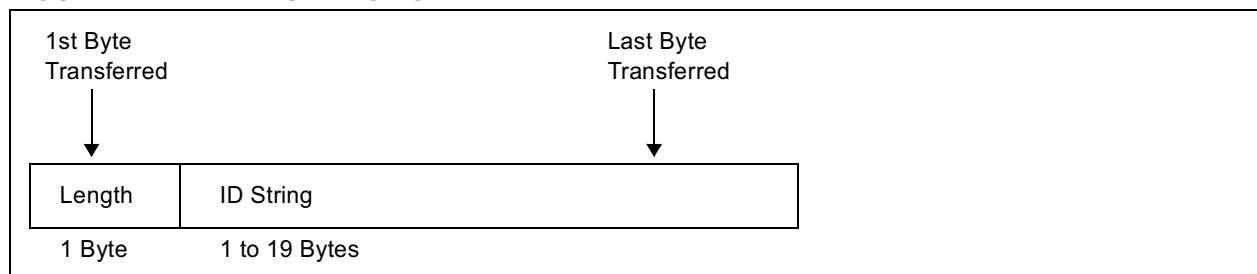 1st Byte
Transferred
Last Byte
Transferred
Length
ID String
1 Byte
1 to 19 Bytes